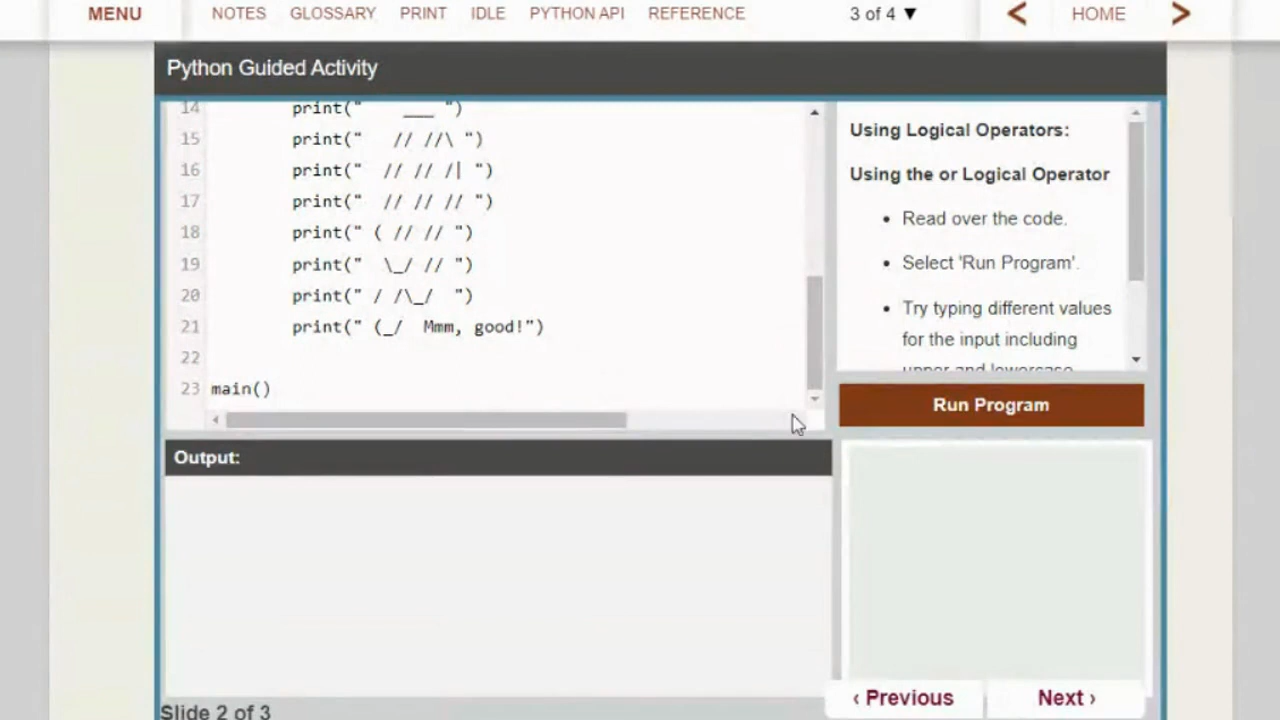 MENU NOTES GLOSSARY PRINT IDLE PYTHON API REFERENCE 3 of 4 ▼ < HOME >
Python Guided Activity
14 print("    ___ ")
15 print("   // //\ ")
16 print("  // // /| ")
17 print("  // // // ")
18 print(" ( // // ")
19 print("  \_/ // ")
20 print(" / /\_/  ")
21 print(" (_/  Mmm, good!")
22
23 main()
Using Logical Operators:
Using the or Logical Operator
• Read over the code.
• Select 'Run Program'.
• Try typing different values
for the input including
upper and lowercase
Run Program
Output:
‹ Previous Next ›
Slide 2 of 3